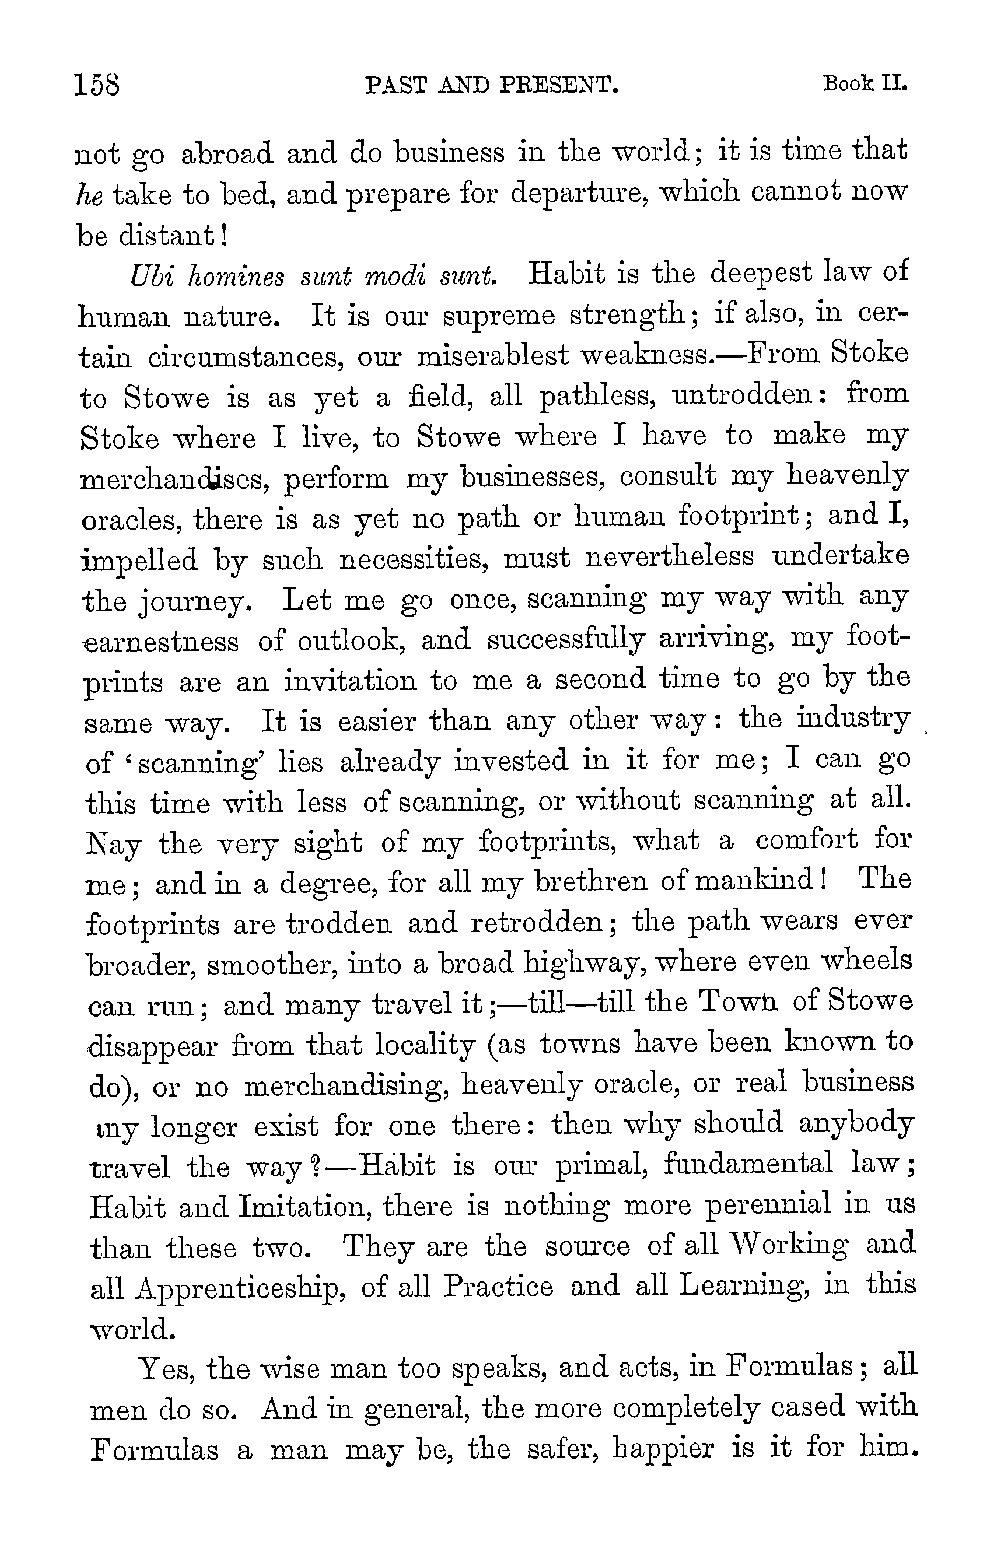 158 PAST AND PRESENT. Book II.
not go abroad and do business in the world; it is time that
he take to bed, and prepare for departure, which cannot now
be distant!
Ubi homines sunt modi sunt. Habit is the deepest law of
human nature. It is our supreme strength; if also, in cer-
tain circumstances, our miserablest weakness.—From Stoke
to Stowe is as yet a field, all pathless, untrodden: from
Stoke where I live, to Stowe where I have to make my
merchandises, perform my businesses, consult my heavenly
oracles, there is as yet no path or human footprint; and I,
impelled by such necessities, must nevertheless undertake
the journey. Let me go once, scanning my way with any
earnestness of outlook, and successfully arriving, my foot-
prints are an invitation to me a second time to go by the
same way. It is easier than any other way: the industry
of ‘scanning’ lies already invested in it for me; I can go
this time with less of scanning, or without scanning at all.
Nay the very sight of my footprints, what a comfort for
me; and in a degree, for all my brethren of mankind! The
footprints are trodden and retrodden; the path wears ever
broader, smoother, into a broad highway, where even wheels
can run; and many travel it;—till—till the Town of Stowe
disappear from that locality (as towns have been known to
do), or no merchandising, heavenly oracle, or real business
any longer exist for one there: then why should anybody
travel the way?—Habit is our primal, fundamental law;
Habit and Imitation, there is nothing more perennial in us
than these two. They are the source of all Working and
all Apprenticeship, of all Practice and all Learning, in this
world.
Yes, the wise man too speaks, and acts, in Formulas; all
men do so. And in general, the more completely cased with
Formulas a man may be, the safer, happier is it for him.